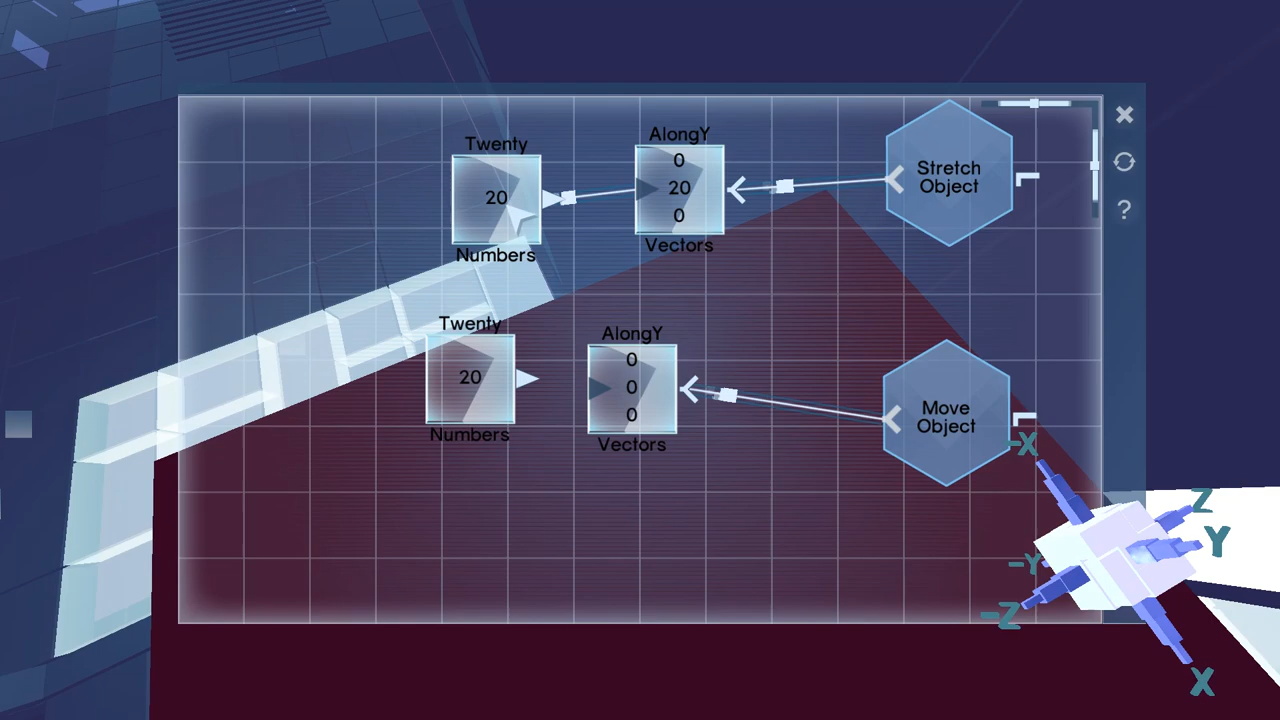 Twenty
20
Numbers
AlongY
0
20
0
Vectors
Stretch
Object
?
Twenty
20
Numbers
AlongY
0
0
0
Vectors
Move
Object
-X
Z
Y
-Y
-Z
X